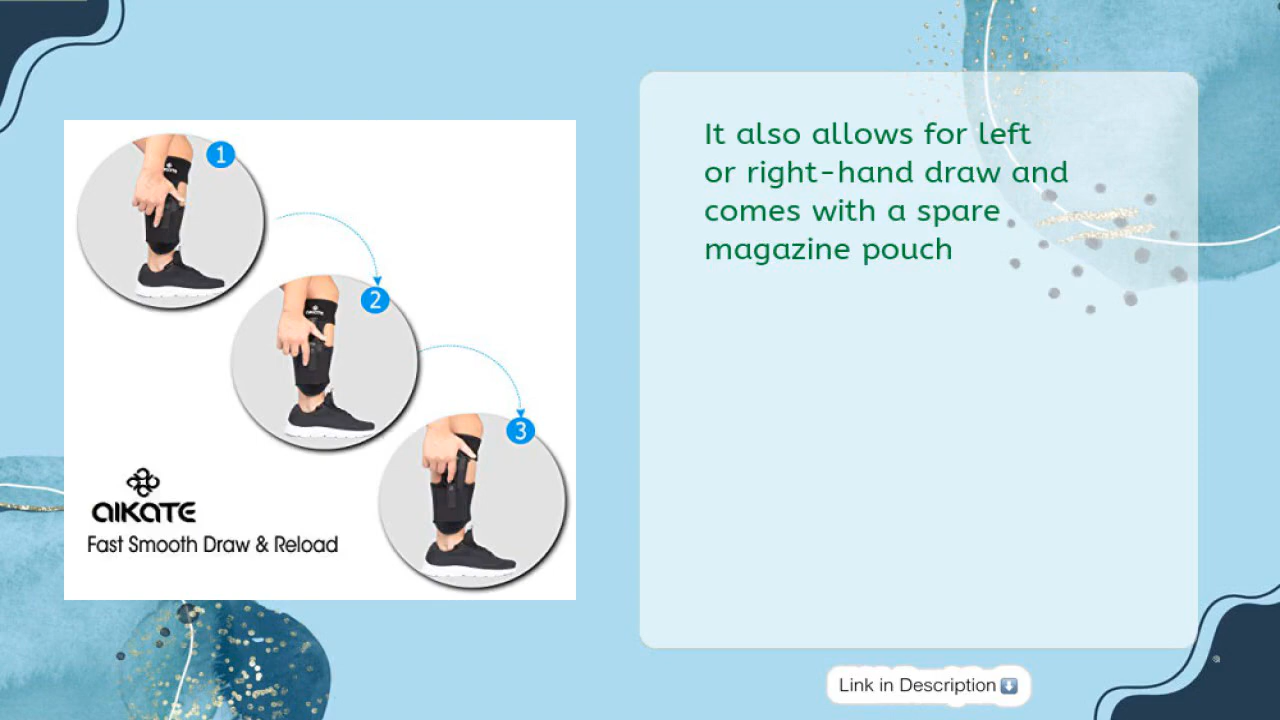 1
2
3
AIKATE
Fast Smooth Draw & Reload
It also allows for left
or right-hand draw and
comes with a spare
magazine pouch
Link in Description ⬇️